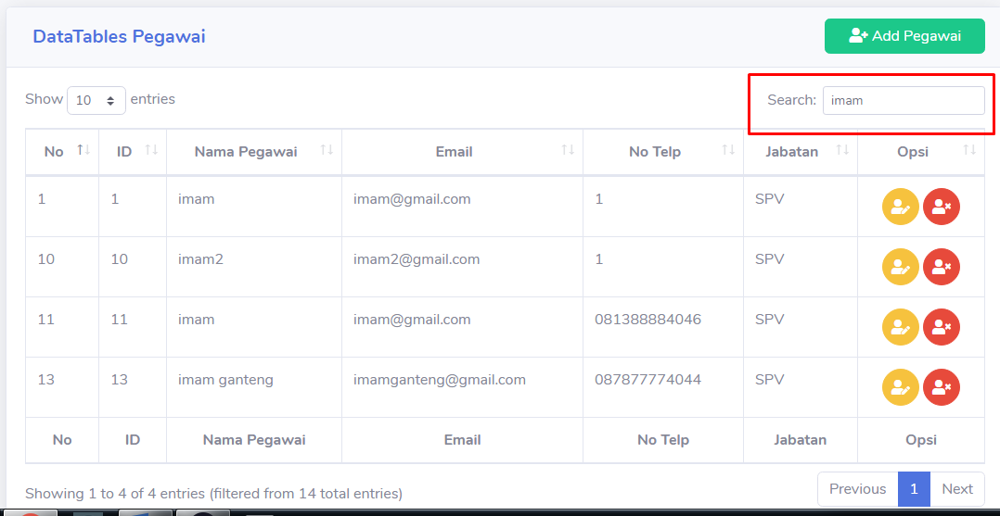 DataTables Pegawai
Add Pegawai
Show 10 entries
Search: imam
No ID Nama Pegawai Email No Telp Jabatan Opsi
1 1 imam imam@gmail.com 1 SPV
10 10 imam2 imam2@gmail.com 1 SPV
11 11 imam imam@gmail.com 081388884046 SPV
13 13 imam ganteng imamganteng@gmail.com 087877774044 SPV
No ID Nama Pegawai Email No Telp Jabatan Opsi
Showing 1 to 4 of 4 entries (filtered from 14 total entries)
Previous 1 Next